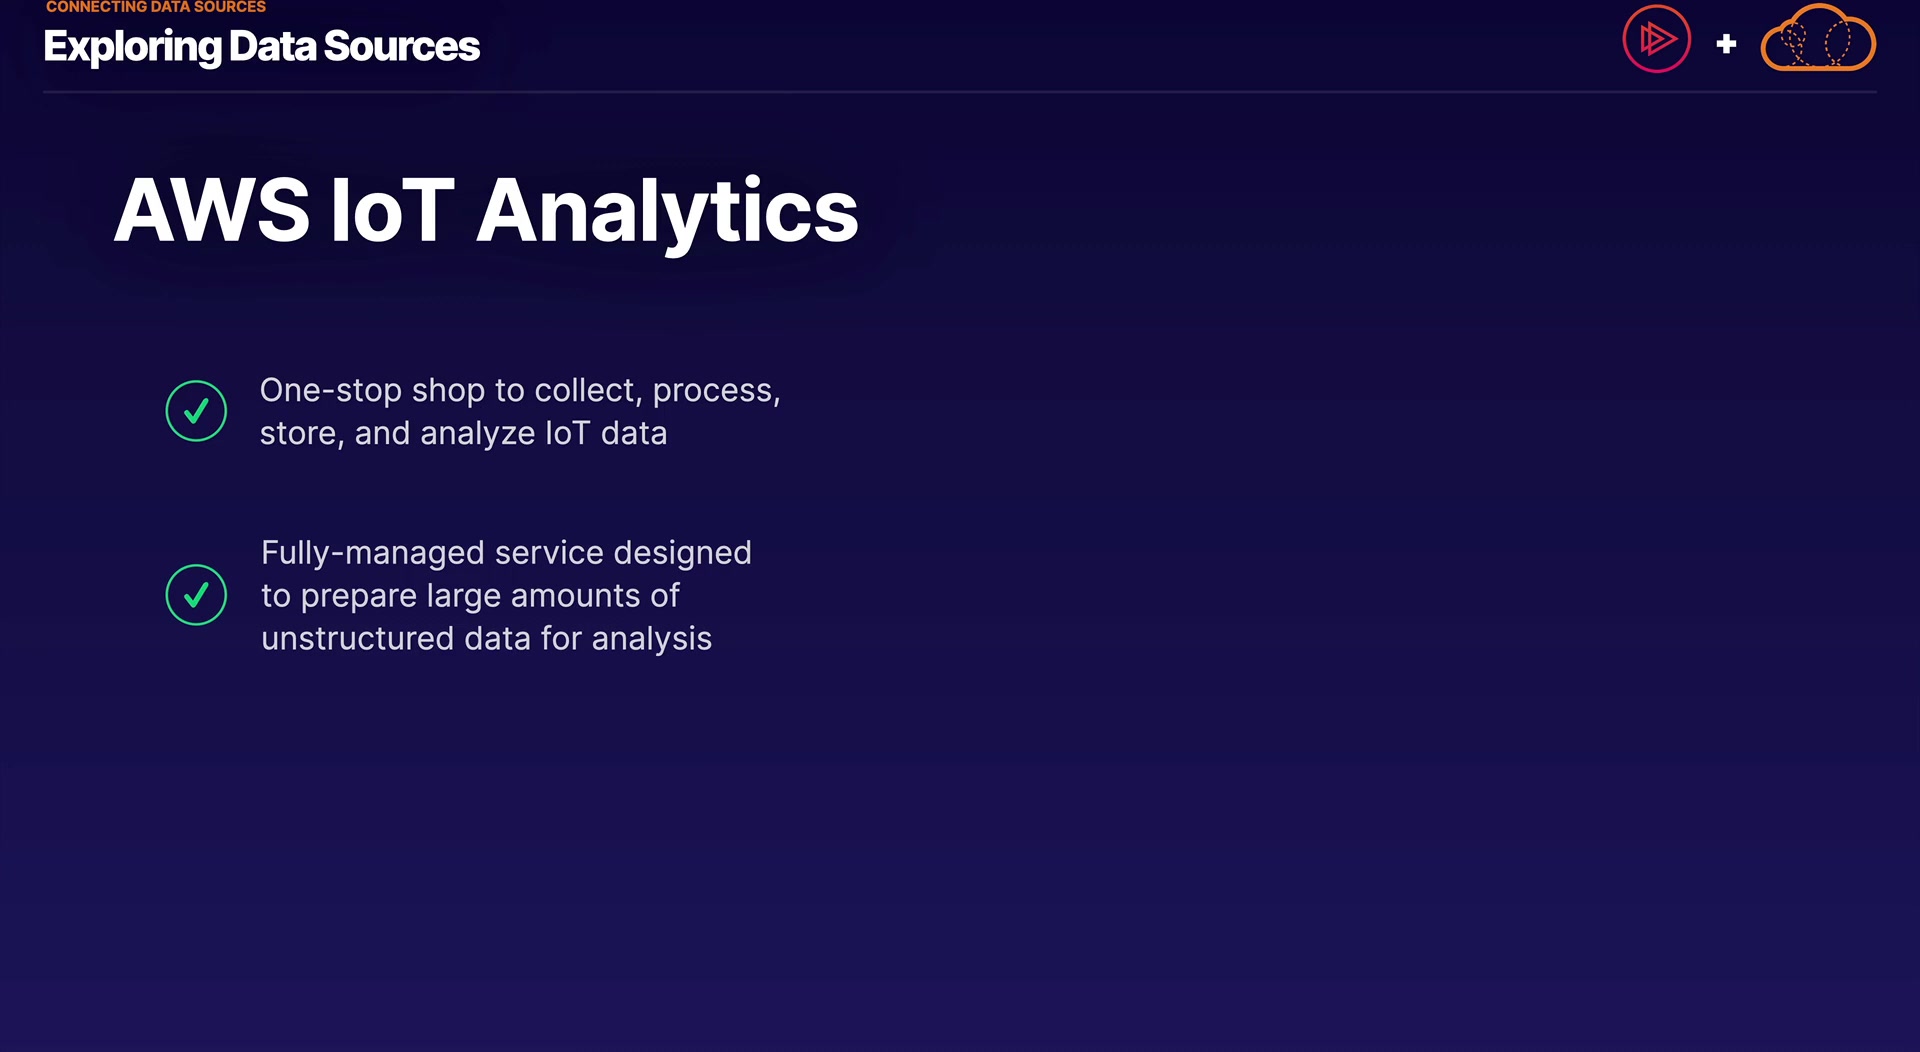 CONNECTING DATA SOURCES
Exploring Data Sources
AWS IoT Analytics
One-stop shop to collect, process,
store, and analyze IoT data
Fully-managed service designed
to prepare large amounts of
unstructured data for analysis